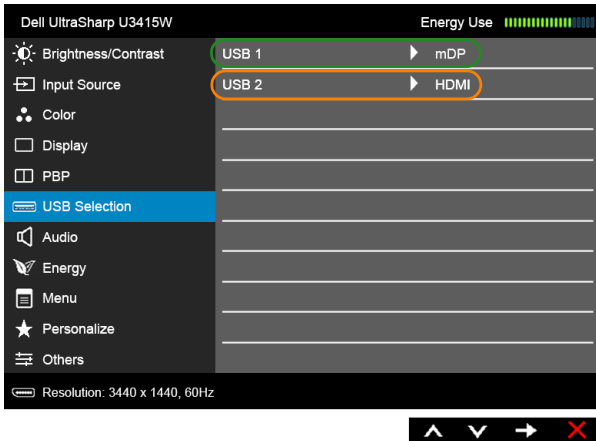 Dell UltraSharp U3415W Energy Use
Brightness/Contrast USB 1 mDP
Input Source USB 2 HDMI
Color
Display
PBP
USB Selection
Audio
Energy
Menu
Personalize
Others
Resolution: 3440 x 1440, 60Hz